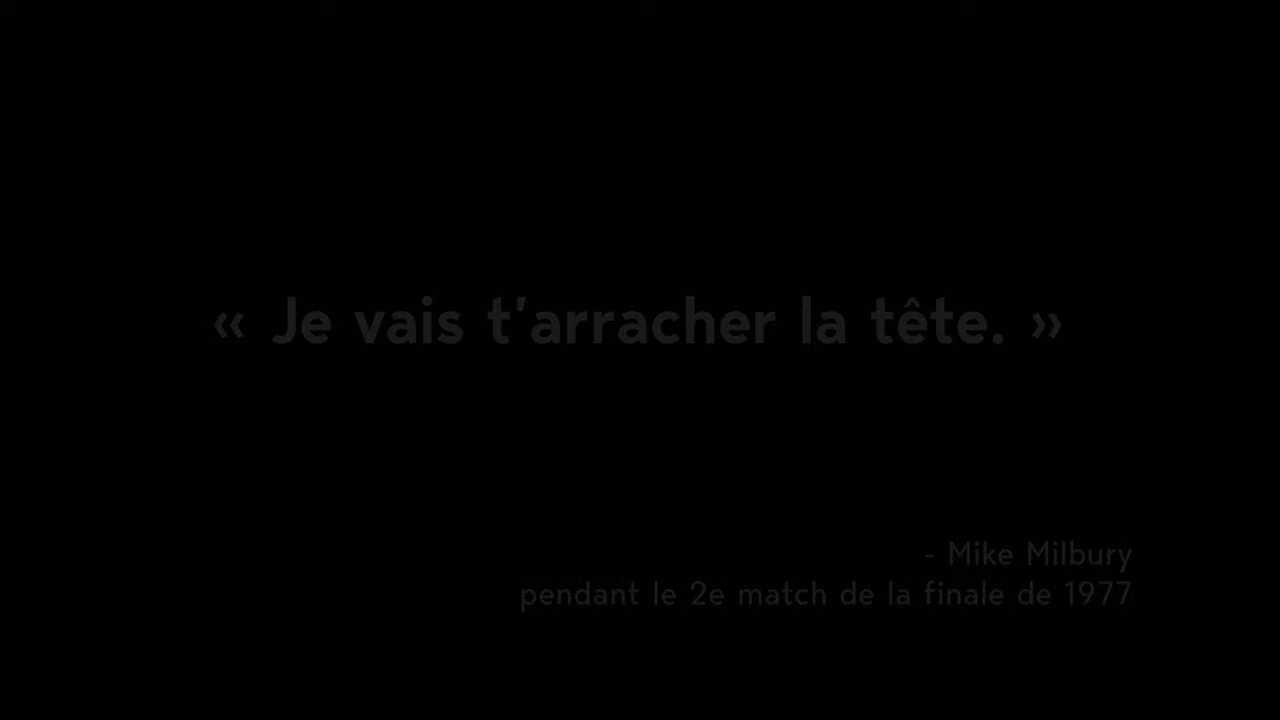 « Je vais t'arracher la tête. »
- Mike Milbury
pendant le 2e match de la finale de 1977